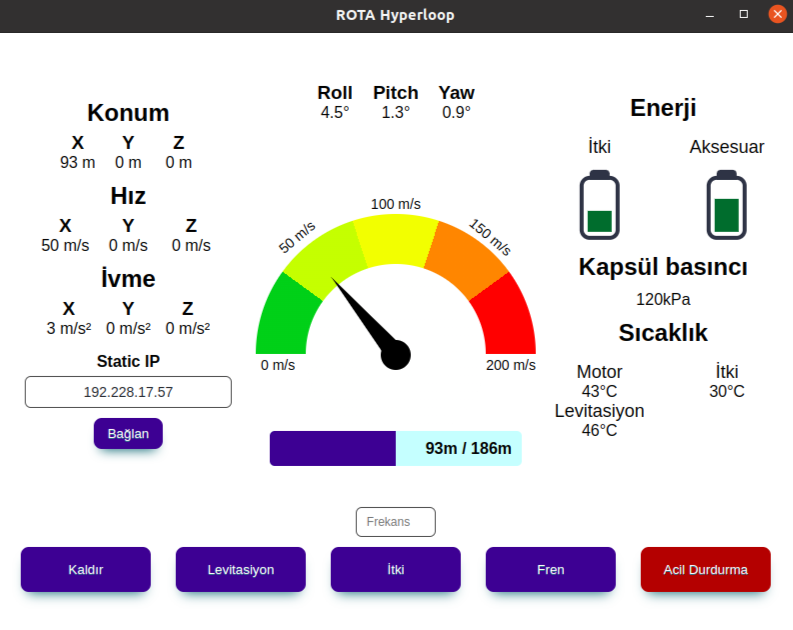 ROTA Hyperloop
Konum
X Y Z
93 m 0 m 0 m
Hız
X Y Z
50 m/s 0 m/s 0 m/s
İvme
X Y Z
3 m/s² 0 m/s² 0 m/s²
Static IP
192.228.17.57
Bağlan
Roll Pitch Yaw
4.5° 1.3° 0.9°
0 m/s
50 m/s
100 m/s
150 m/s
200 m/s
93m / 186m
Enerji
İtki Aksesuar
Kapsül basıncı
120kPa
Sıcaklık
Motor İtki
43°C 30°C
Levitasiyon
46°C
Frekans
Kaldır Levitasiyon İtki Fren Acil Durdurma